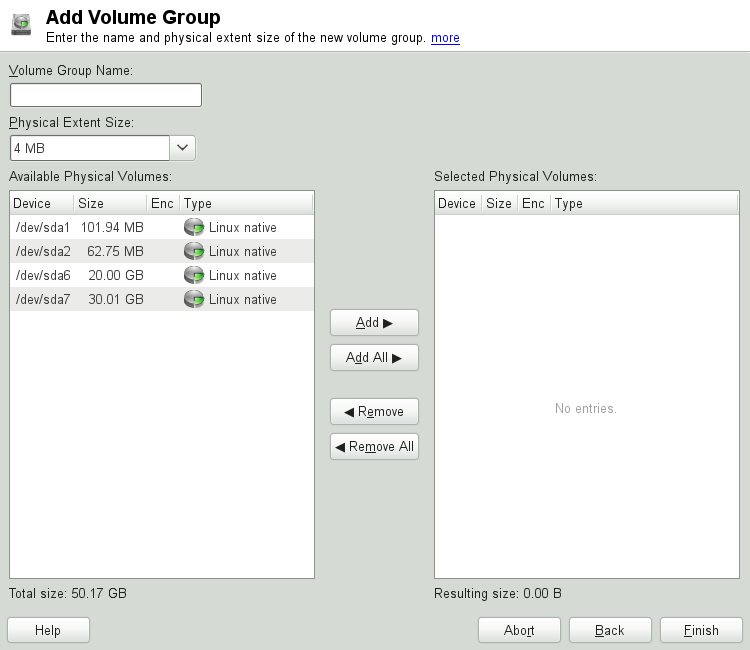 Add Volume Group
Enter the name and physical extent size of the new volume group. more
Volume Group Name:
Physical Extent Size:
4 MB
Available Physical Volumes:
Device Size Enc Type
/dev/sda1 101.94 MB Linux native
/dev/sda2 62.75 MB Linux native
/dev/sda6 20.00 GB Linux native
/dev/sda7 30.01 GB Linux native
Total size: 50.17 GB
Add ▶
Add All ▶
◀ Remove
◀ Remove All
Selected Physical Volumes:
Device Size Enc Type
No entries.
Resulting size: 0.00 B
Help Abort Back Finish